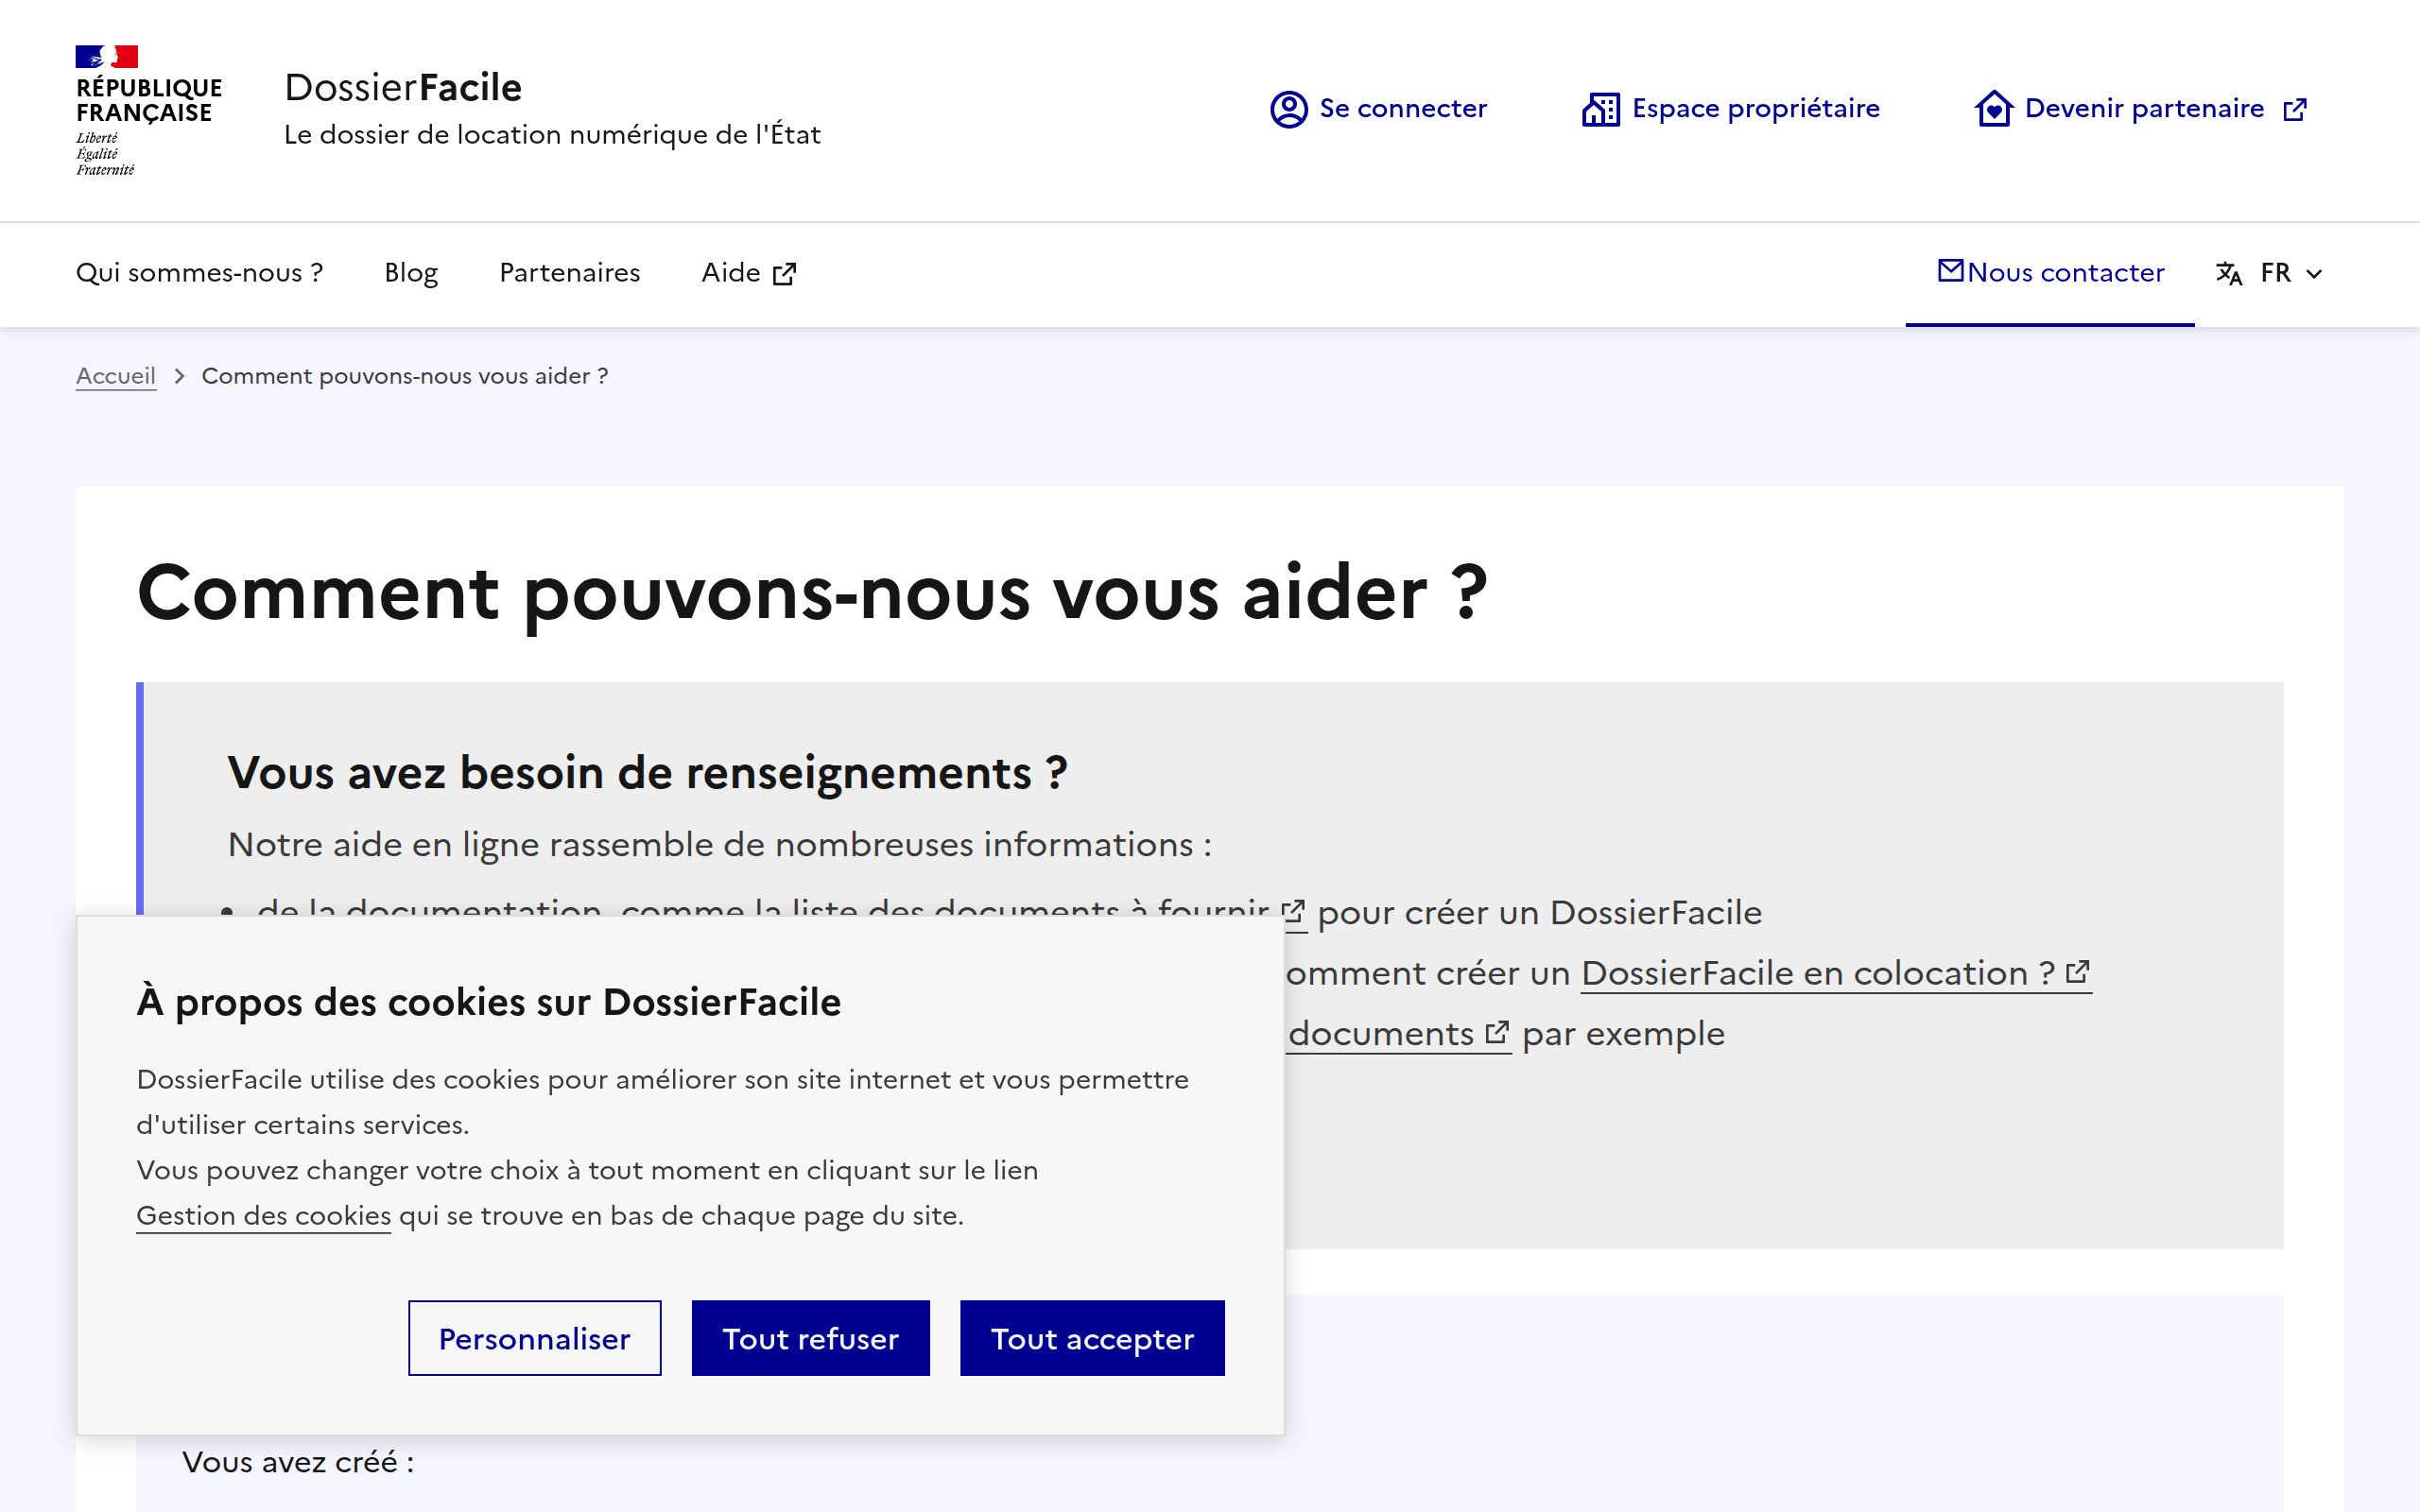 RÉPUBLIQUE
FRANÇAISE
Liberté
Égalité
Fraternité
DossierFacile
Le dossier de location numérique de l'État
Se connecter
Espace propriétaire
Devenir partenaire
Qui sommes-nous ?
Blog
Partenaires
Aide
Nous contacter
FR
Accueil
Comment pouvons-nous vous aider ?
Comment pouvons-nous vous aider ?
Vous avez besoin de renseignements ?
Notre aide en ligne rassemble de nombreuses informations :
de la documentation, comme la liste des documents à fournir pour créer un DossierFacile
omment créer un DossierFacile en colocation ?
documents par exemple
À propos des cookies sur DossierFacile
DossierFacile utilise des cookies pour améliorer son site internet et vous permettre
d'utiliser certains services.
Vous pouvez changer votre choix à tout moment en cliquant sur le lien
Gestion des cookies qui se trouve en bas de chaque page du site.
Personnaliser
Tout refuser
Tout accepter
Vous avez créé :